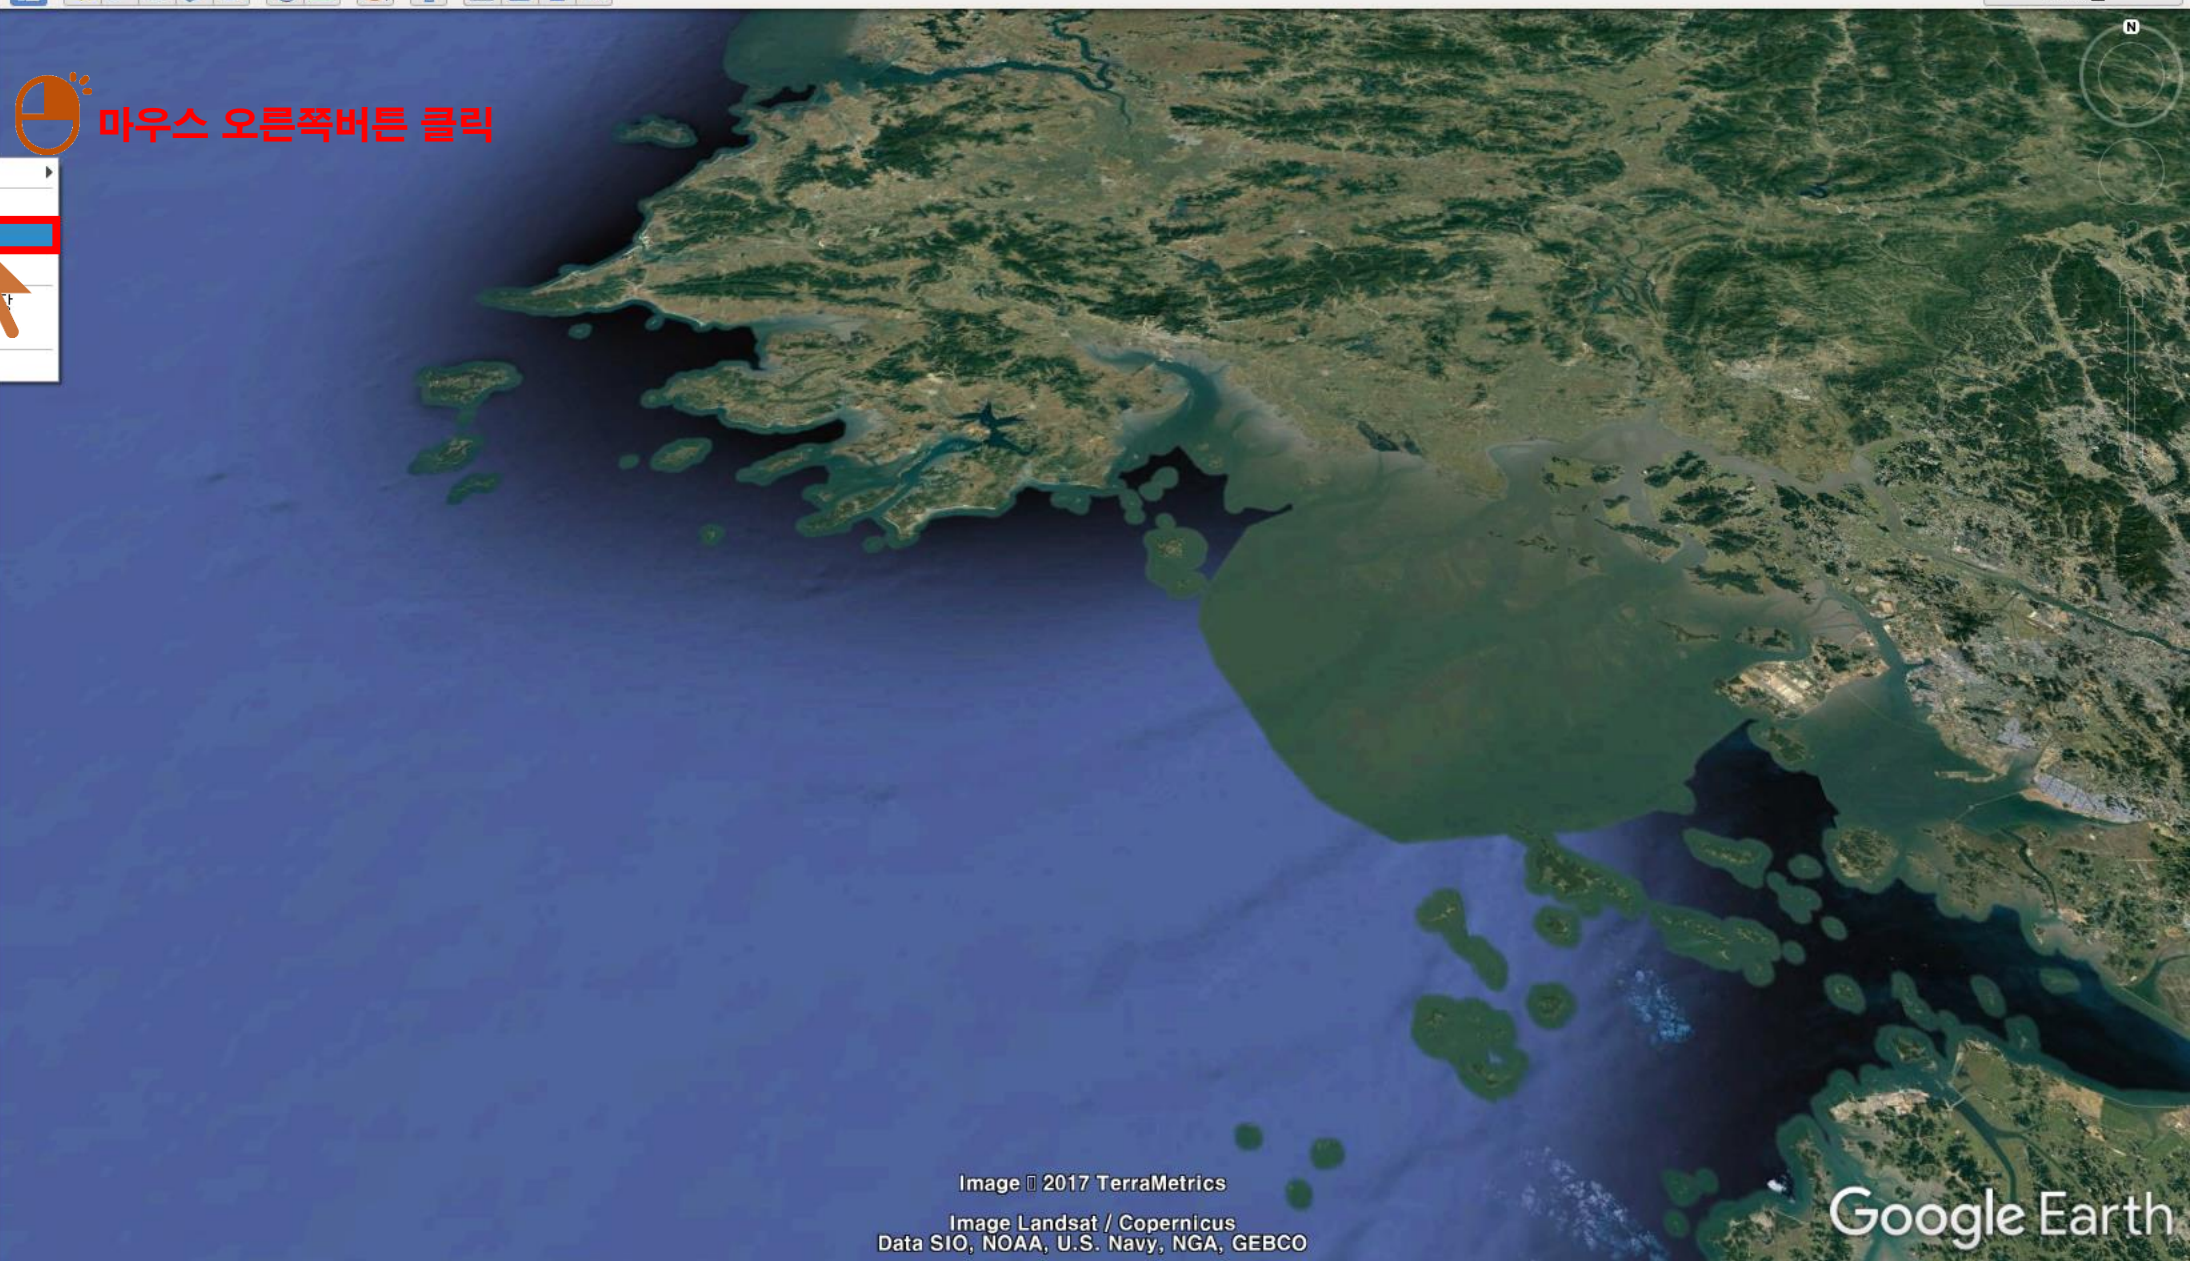 N
마우스 오른쪽버튼 클릭
Image 2017 TerraMetrics
Image Landsat / Copernicus
Data SIO, NOAA, U.S. Navy, NGA, GEBCO
Google Earth